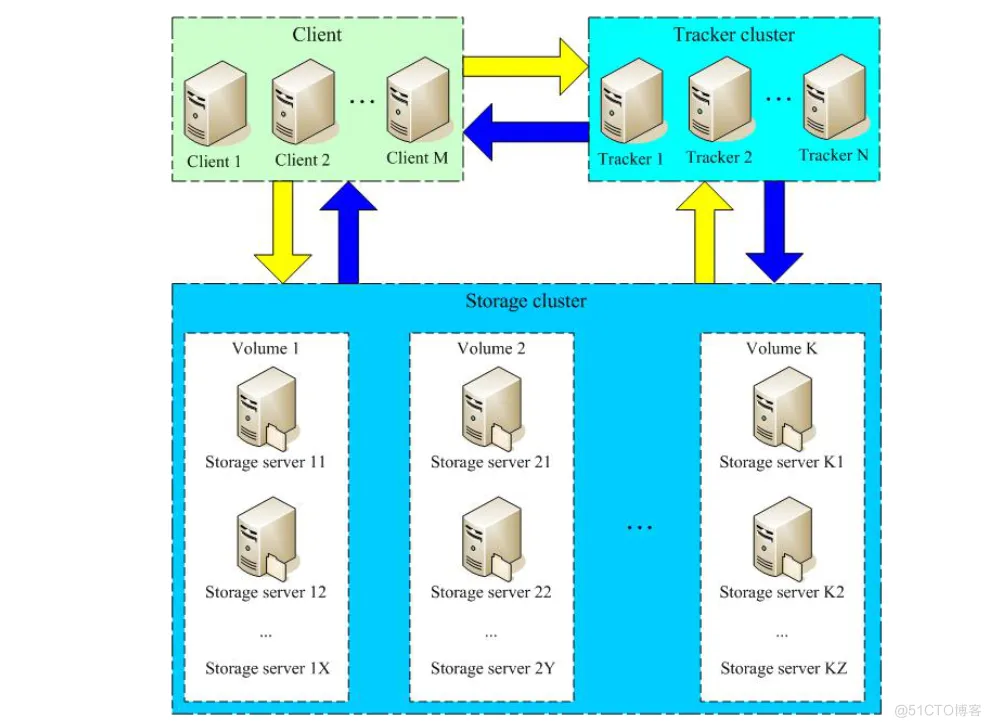 Client
Tracker cluster
...
...
Client 1
Client 2
Client M
Tracker 1
Tracker 2
Tracker N
Storage cluster
Volume 1
Volume 2
Volume K
Storage server 11
Storage server 21
Storage server K1
...
Storage server 12
Storage server 22
Storage server K2
...
...
...
Storage server 1X
Storage server 2Y
Storage server KZ
@51CTO博客